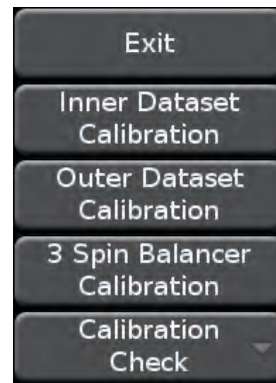 Exit
Inner Dataset
Calibration
Outer Dataset
Calibration
3 Spin Balancer
Calibration
Calibration
Check